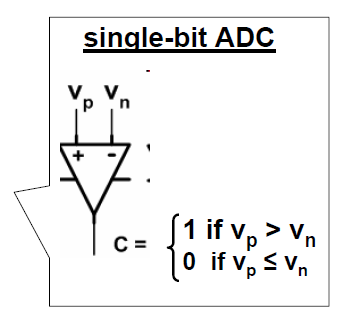 single-bit ADC
Vp Vn
+ -
C = { 1 if vp > vn
0 if vp ≤ vn